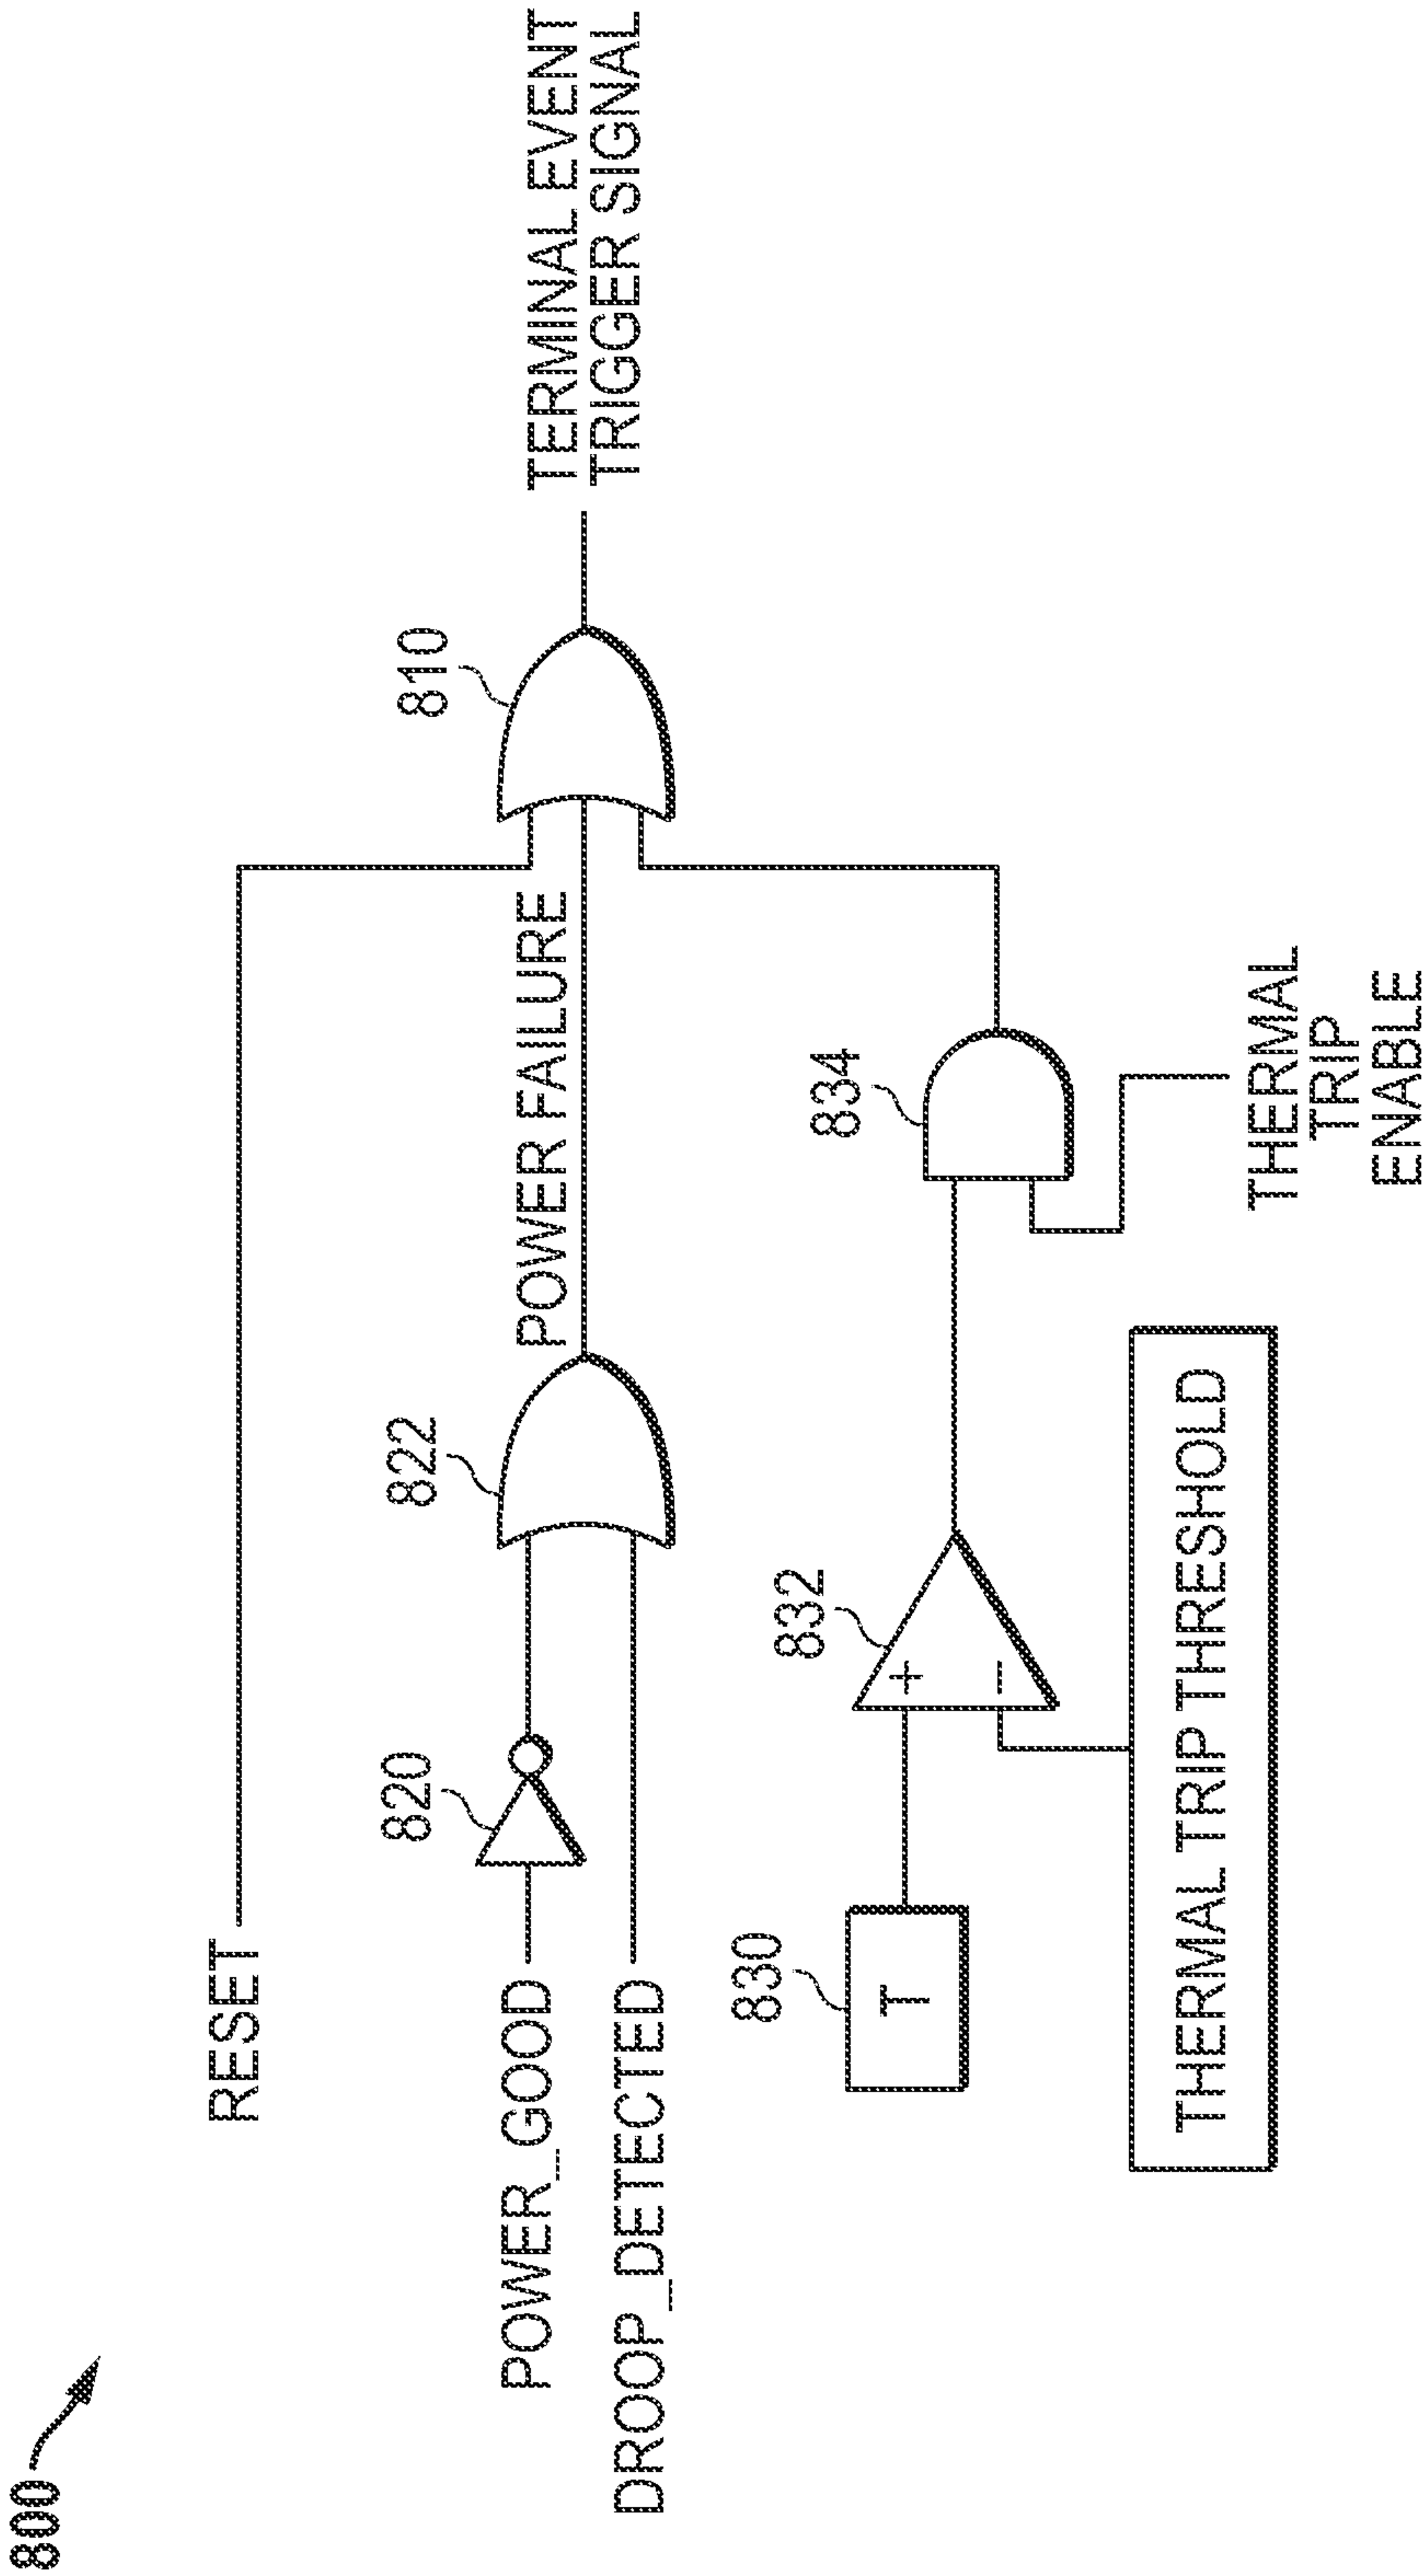 800
RESET
810
TERMINAL EVENT
TRIGGER SIGNAL
POWER_GOOD
820
822
POWER FAILURE
DROOP_DETECTED
830
T
832
+
−
834
THERMAL TRIP THRESHOLD
THERMAL
TRIP
ENABLE